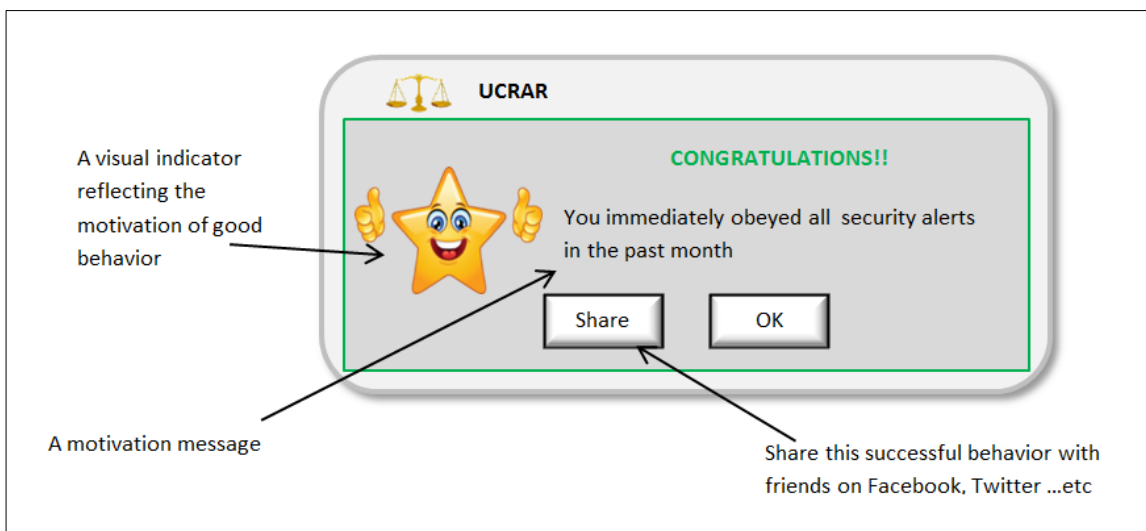 UCRAR
CONGRATULATIONS!!
A visual indicator
reflecting the
motivation of good
behavior
You immediately obeyed all security alerts
in the past month
Share
OK
A motivation message
Share this successful behavior with
friends on Facebook, Twitter ...etc